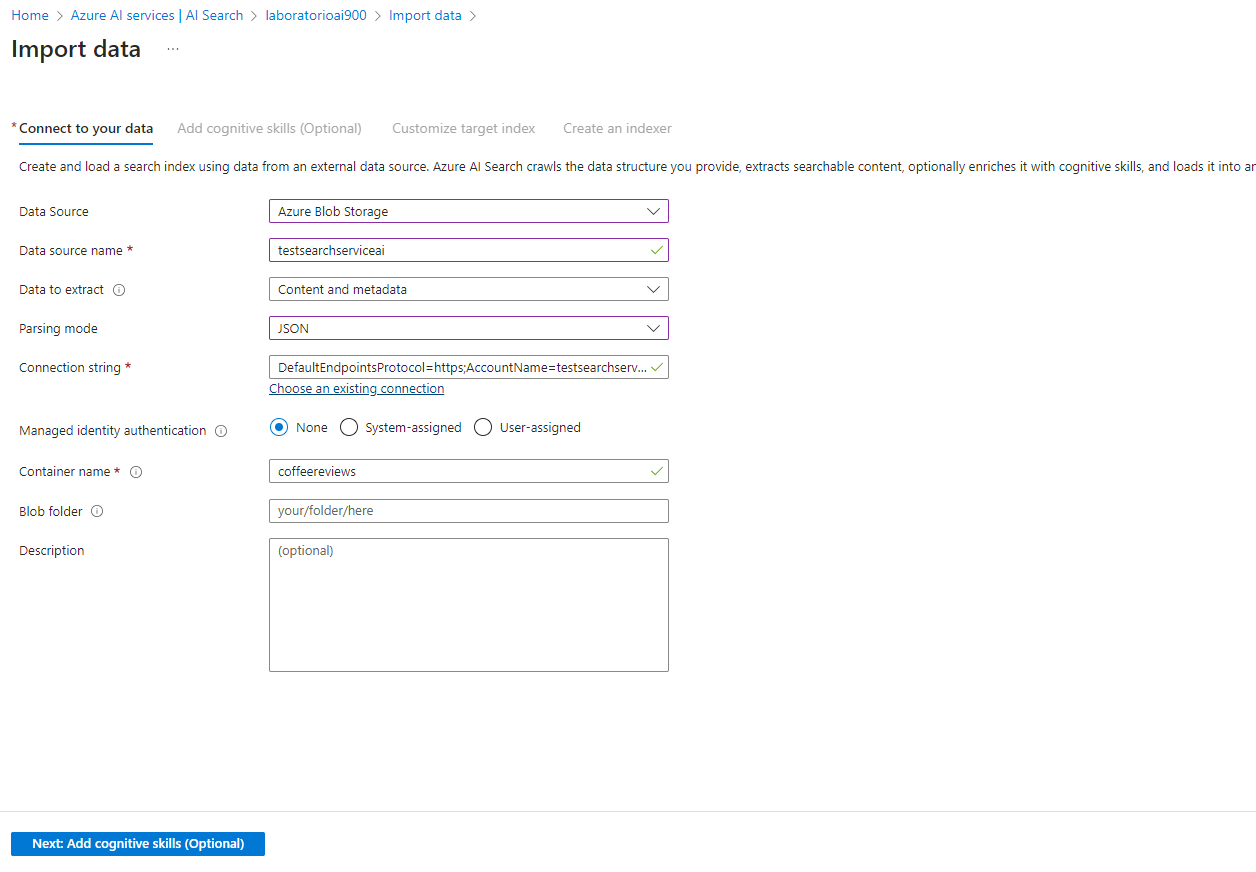 Home > Azure AI services | AI Search > laboratorioai900 > Import data >
Import data ...
* Connect to your data Add cognitive skills (Optional) Customize target index Create an indexer
Create and load a search index using data from an external data source. Azure AI Search crawls the data structure you provide, extracts searchable content, optionally enriches it with cognitive skills, and loads it into an
Data Source Azure Blob Storage
Data source name * testsearchserviceai
Data to extract Content and metadata
Parsing mode JSON
Connection string * DefaultEndpointsProtocol=https;AccountName=testsearchserv...
Choose an existing connection
Managed identity authentication None System-assigned User-assigned
Container name * coffeereviews
Blob folder your/folder/here
Description (optional)
Next: Add cognitive skills (Optional)